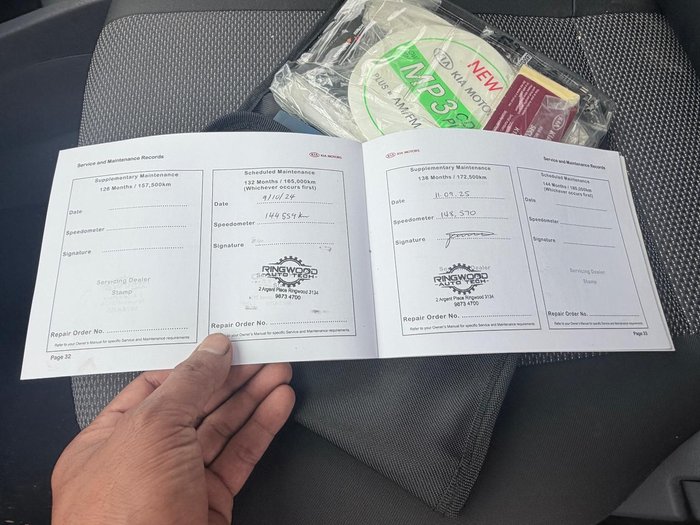 NEW
KIA MOTORS
MP3
CD
PLUS
AM/FM
Service and Maintenance Records
KIA MOTORS
Supplementary Maintenance
126 Months / 157,500km
Date
Speedometer
Signature
Servicing Dealer
Stamp
Repair Order No.
Scheduled Maintenance
132 Months / 165,000km
(Whichever occurs first)
Date
9/10/24
Speedometer
144554km
Signature
RINGWOOD
AUTO TECH
2 Argent Place Ringwood 3134
9873 4700
Repair Order No.
Refer to your Owner's Manual for specific Service and Maintenance requirements
Refer to your Owner's Manual for specific Service and Maintenance requirements
Page 32
KIA MOTORS
Service and Maintenance Records
Supplementary Maintenance
138 Months / 172,500km
Date
11.09.25
Speedometer
148,570
Signature
Dealer
RINGWOOD
AUTO TECH
2 Argent Place Ringwood 3134
9873 4700
Repair Order No.
Scheduled Maintenance
144 Months / 180,000km
(Whichever occurs first)
Date
Speedometer
Signature
Servicing Dealer
Stamp
Repair Order No.
Refer to your Owner's Manual for specific Service and Maintenance requirements
Refer to your Owner's Manual for specific Service and Maintenance requirements
Page 33